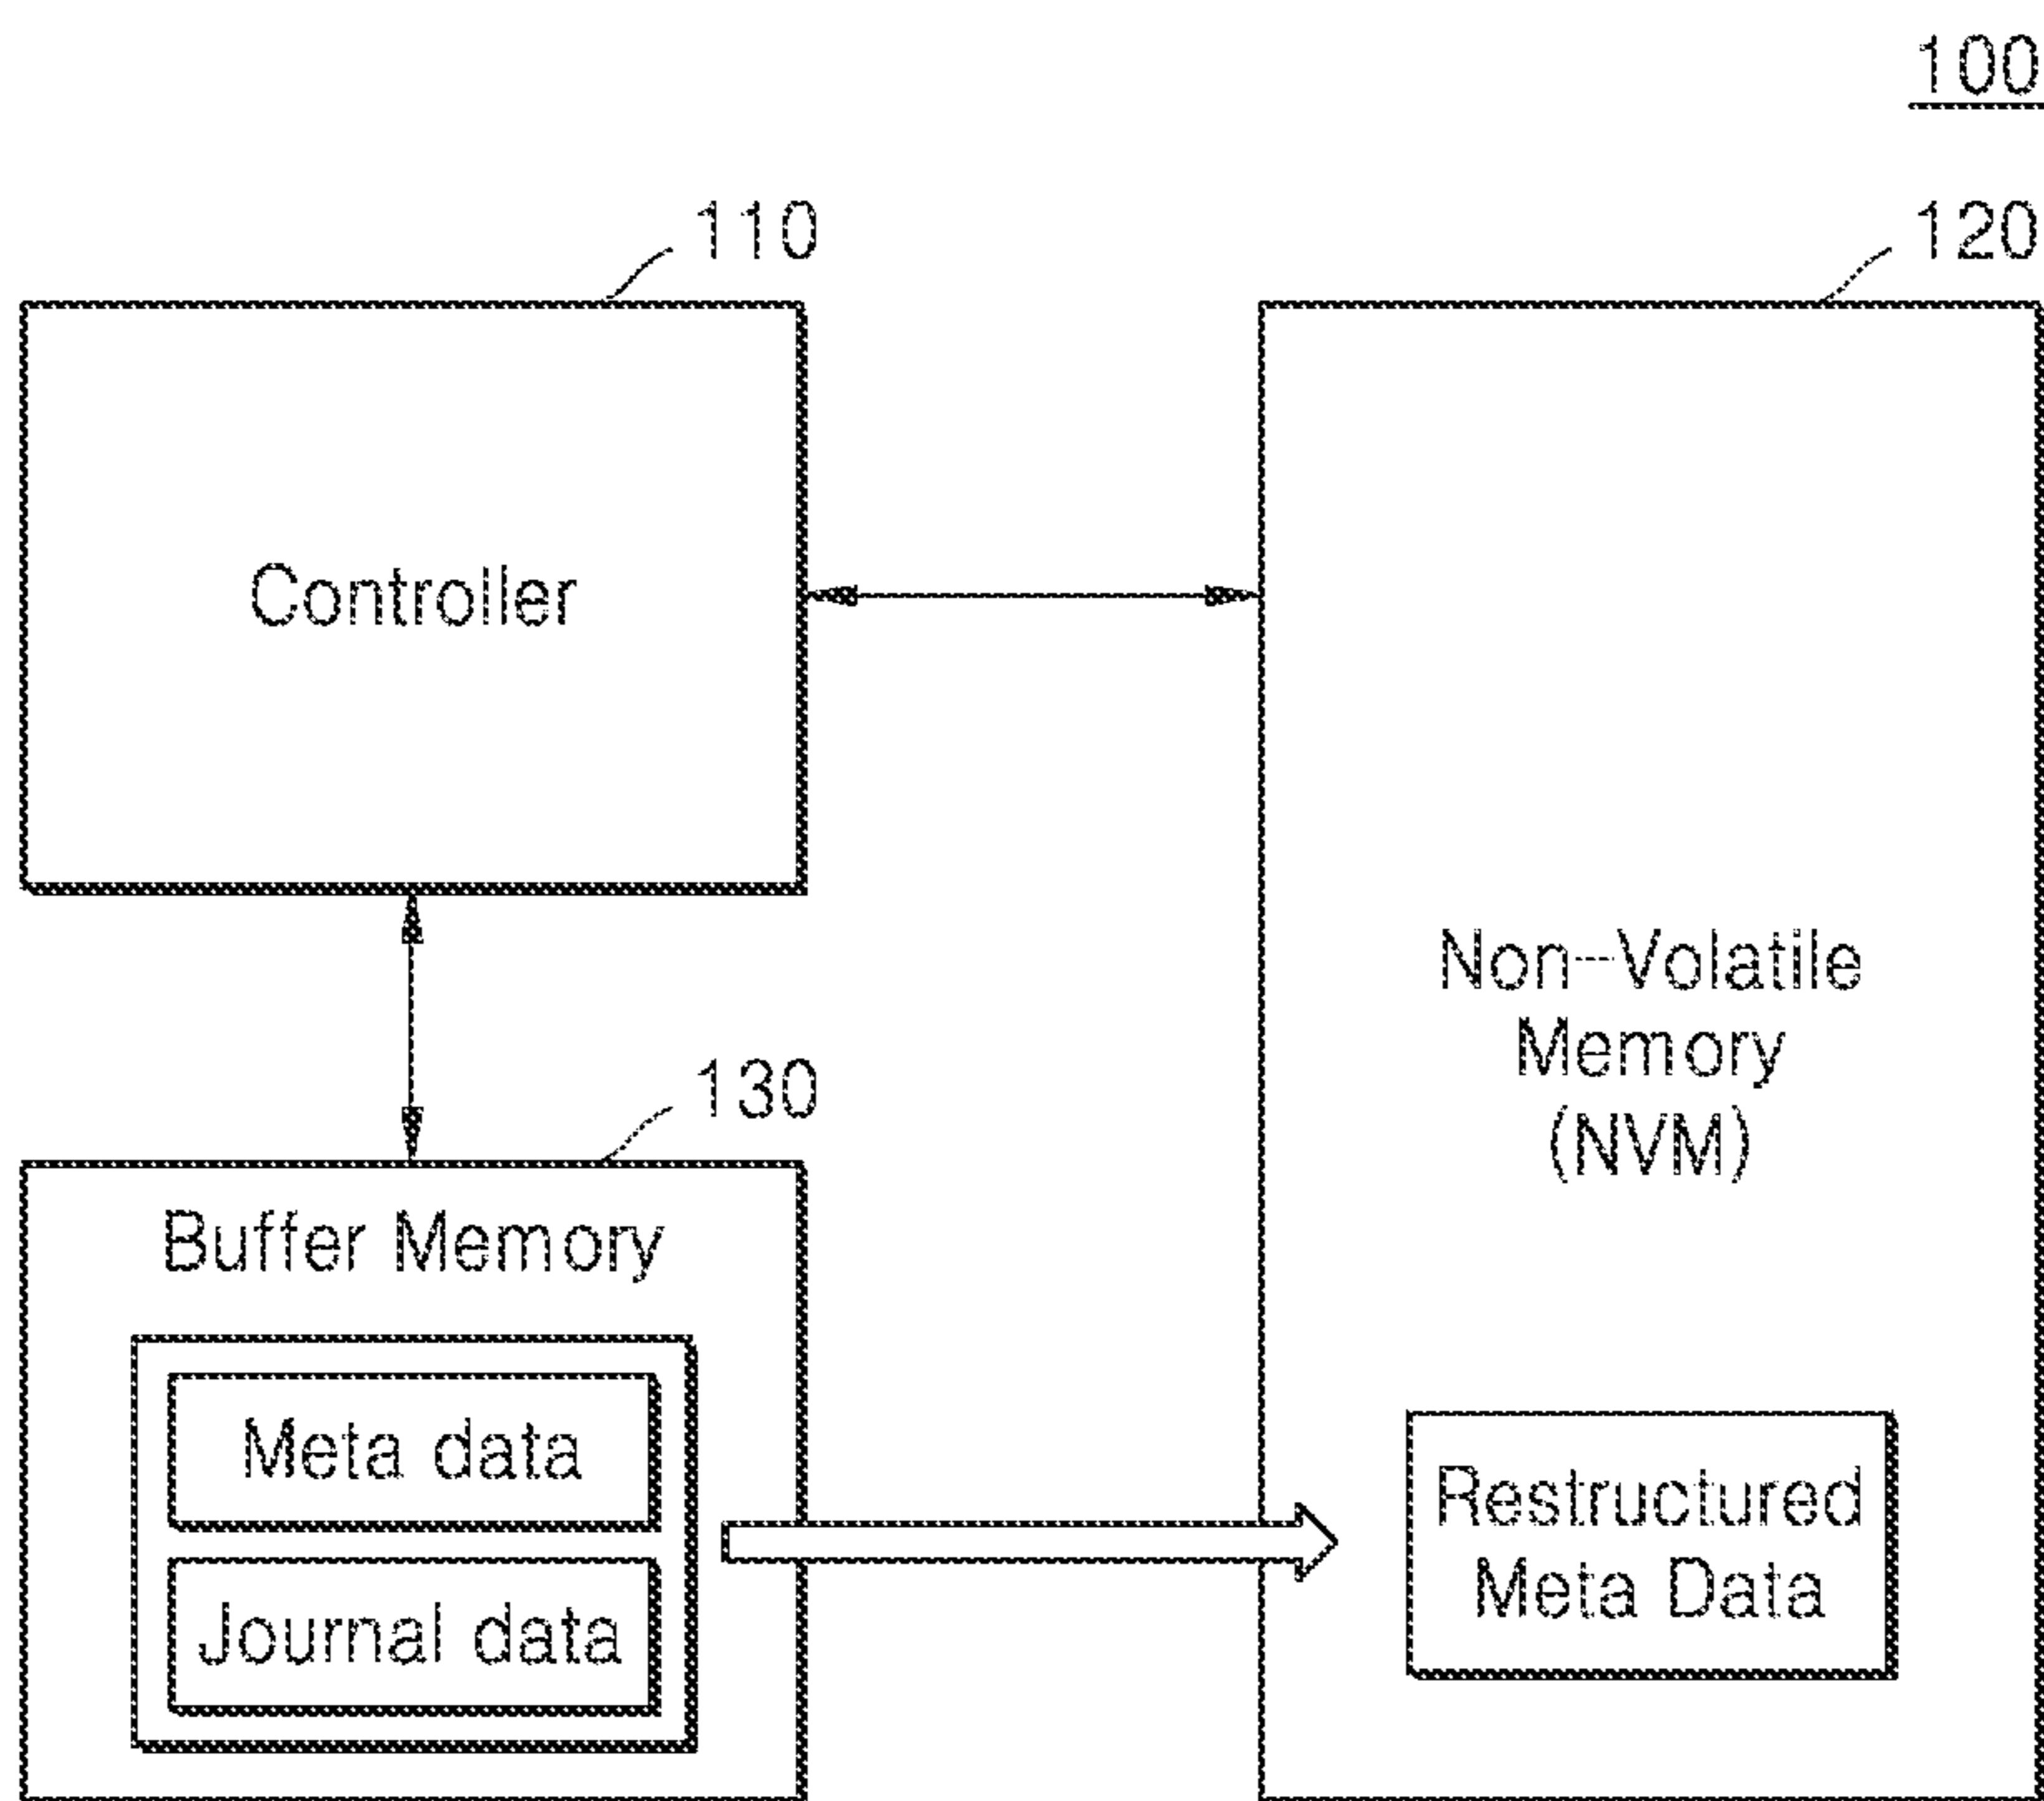 100
110
120
Controller
Non-Volatile
Memory
(NVM)
130
Buffer Memory
Meta data
Journal data
Restructured
Meta Data